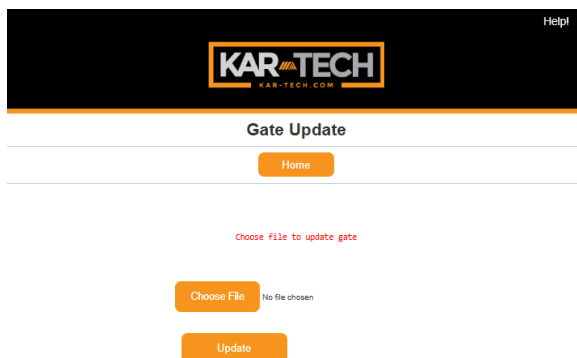 Help!
KAR TECH
KAR-TECH.COM
Gate Update
Home
Choose file to update gate
Choose File No file chosen
Update